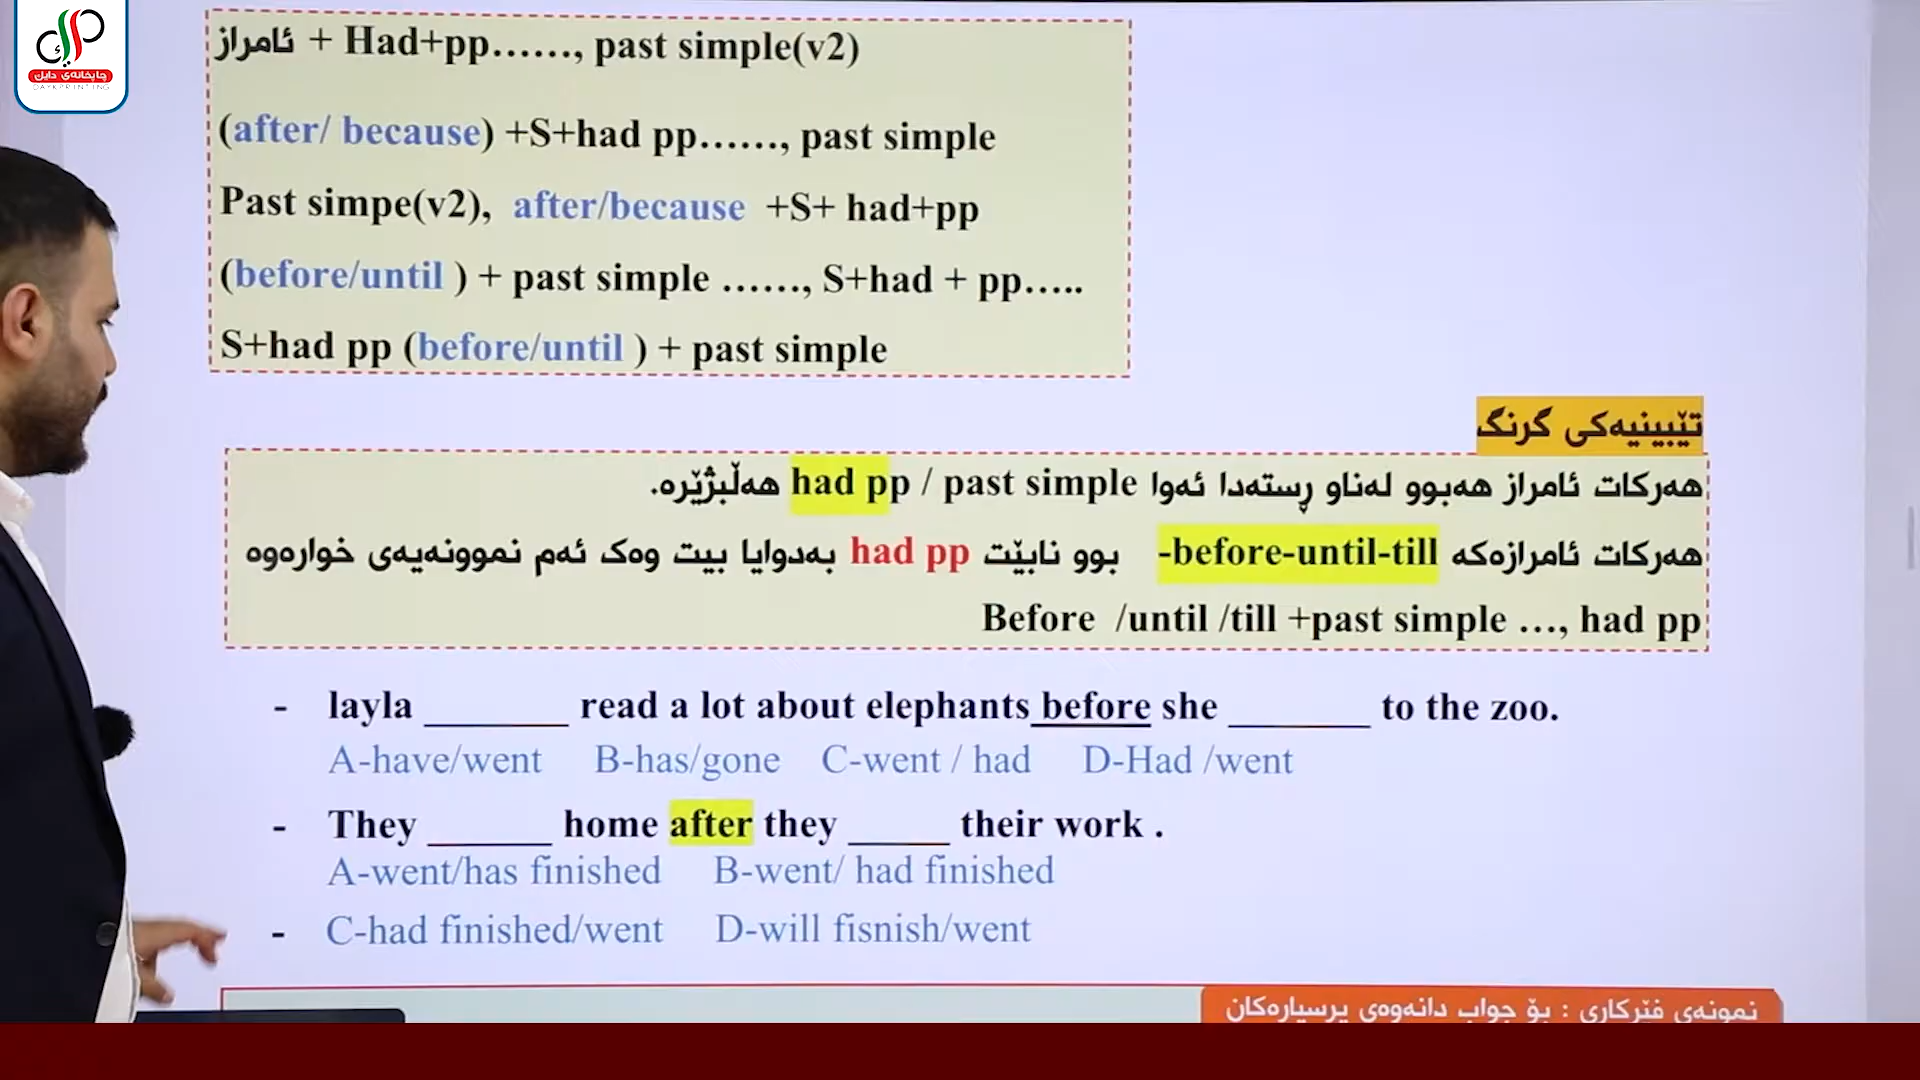 چاپخانەی دایك
DAYKPRINTING
ئامراز + Had+pp……, past simple(v2)
(after/ because) +S+had pp……, past simple
Past simpe(v2), after/because +S+ had+pp
(before/until ) + past simple ……, S+had + pp…..
S+had pp (before/until ) + past simple
تێبینیەکی گرنگ
هەرکات ئامراز هەبوو لەناو ڕستەدا ئەوا had pp / past simple هەڵبژێرە.
هەرکات ئامرازەکە before-until-till- بوو نابێت had pp بەدوایا بیت وەک ئەم نموونەیەی خوارەوە
Before /until /till +past simple …, had pp
- layla _______ read a lot about elephants before she _______ to the zoo.
A-have/went B-has/gone C-went / had D-Had /went
- They ______ home after they _____ their work .
A-went/has finished B-went/ had finished
- C-had finished/went D-will fisnish/went
نمونەی فێرکاری : بۆ جواب دانەوەی پرسیارەکان